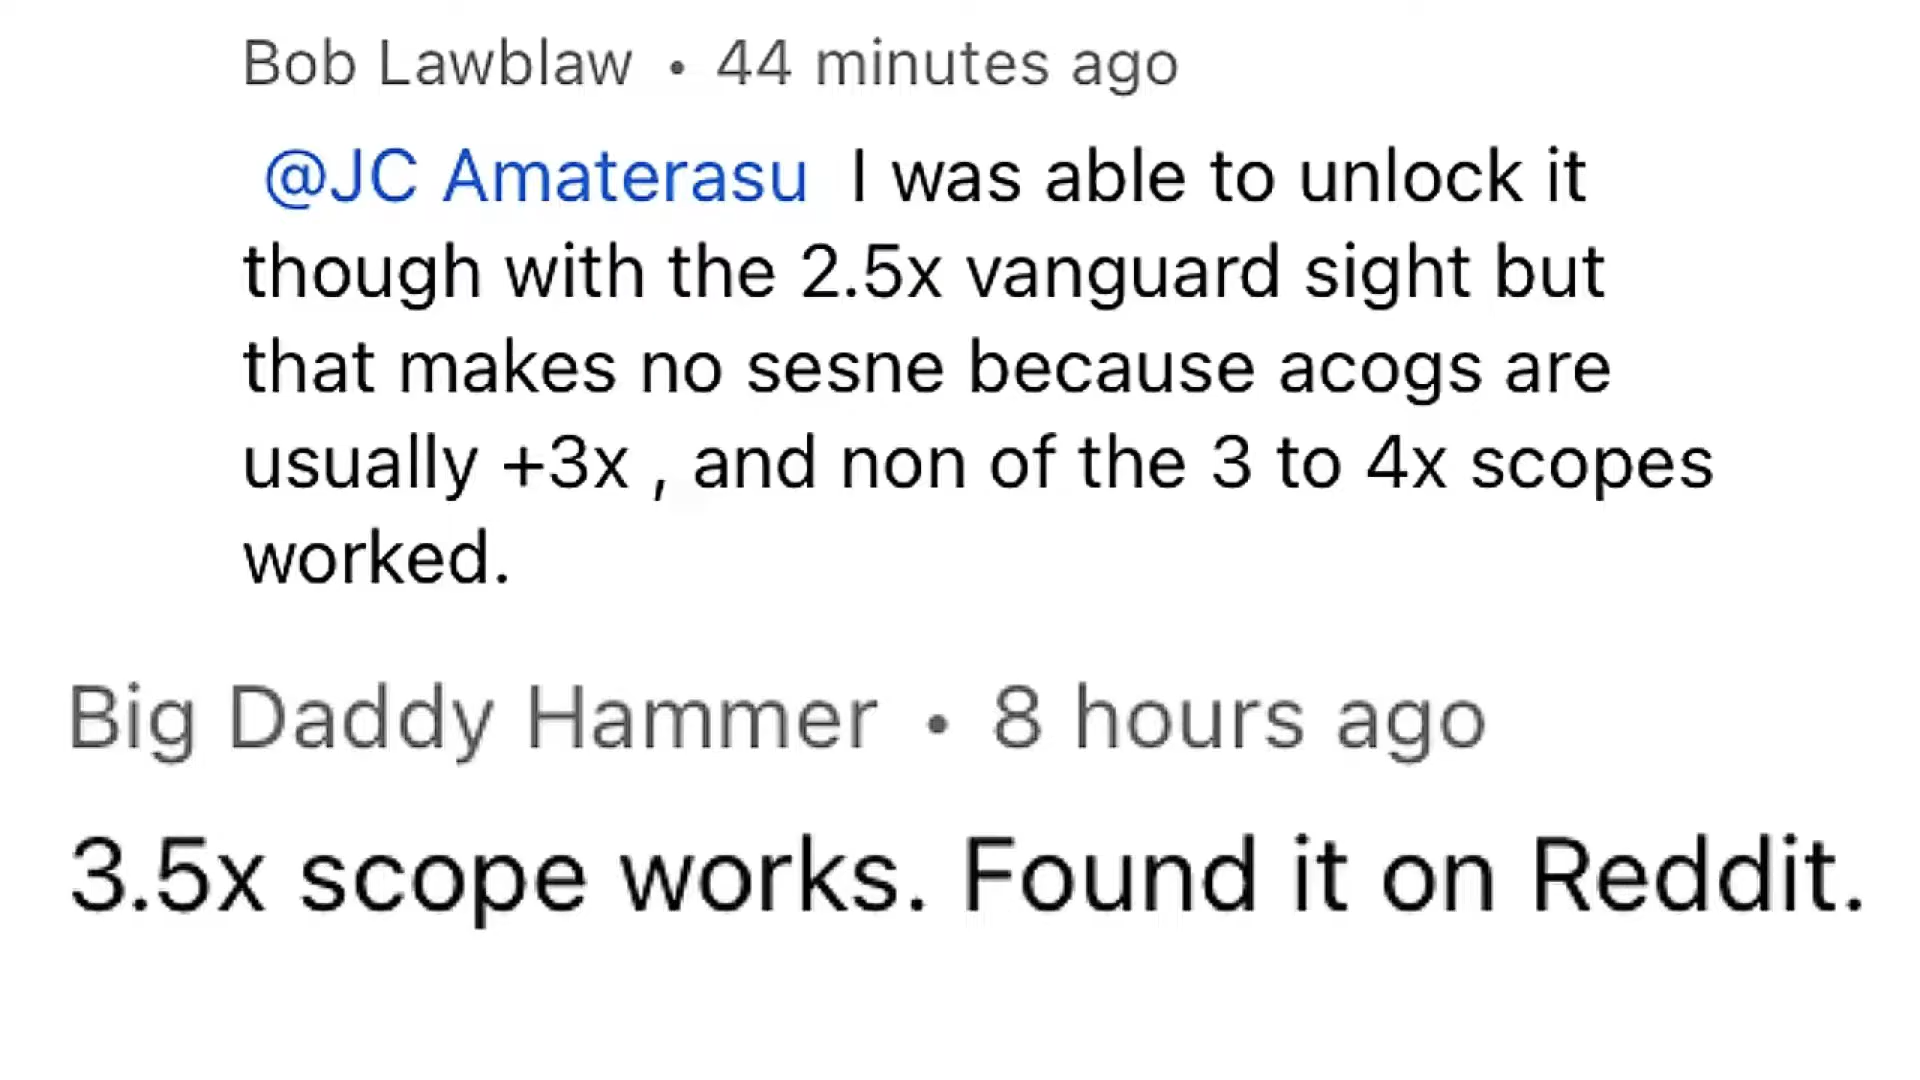 Bob Lawblaw • 44 minutes ago
@JC Amaterasu I was able to unlock it
though with the 2.5x vanguard sight but
that makes no sesne because acogs are
usually +3x , and non of the 3 to 4x scopes
worked.
Big Daddy Hammer • 8 hours ago
3.5x scope works. Found it on Reddit.